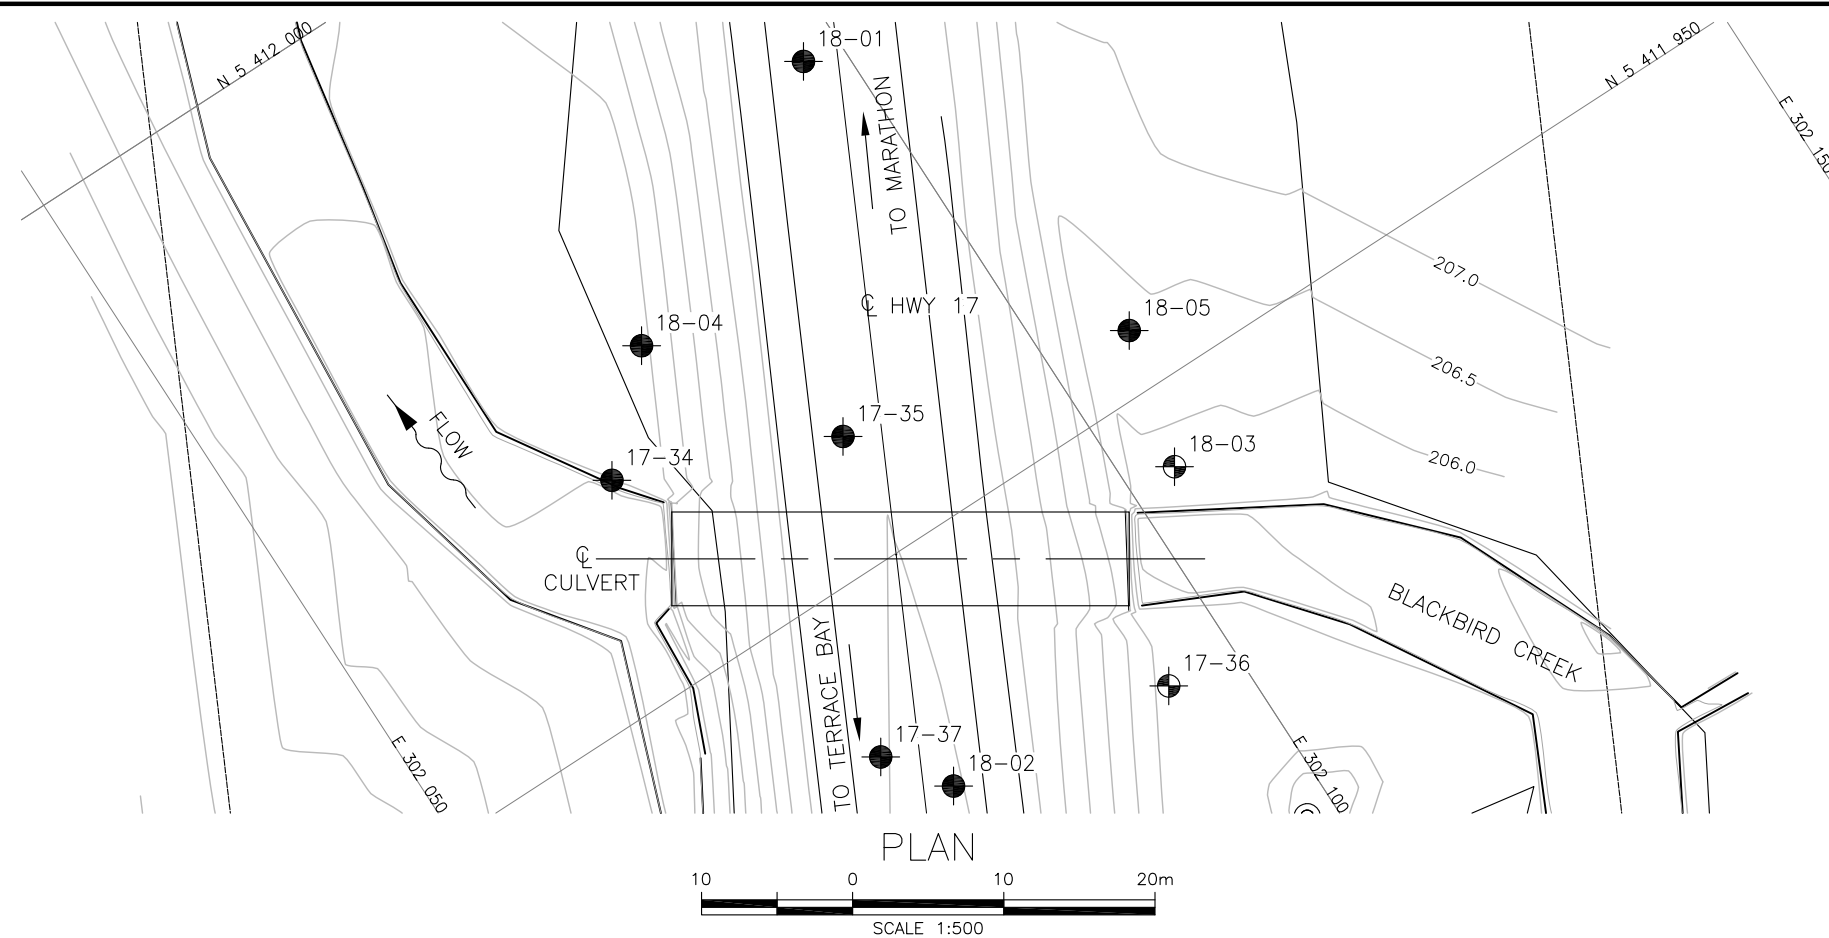 18-01
N 5 412 000
N 5 411 950
E 302 150
TO MARATHON
207.0
℄ HWY 17
18-04
18-05
206.5
17-35
FLOW
17-34
18-03
206.0
℄
CULVERT
BLACKBIRD CREEK
TO TERRACE BAY
17-36
17-37
18-02
E 302 050
E 302 100
PLAN
10 0 10 20m
SCALE 1:500